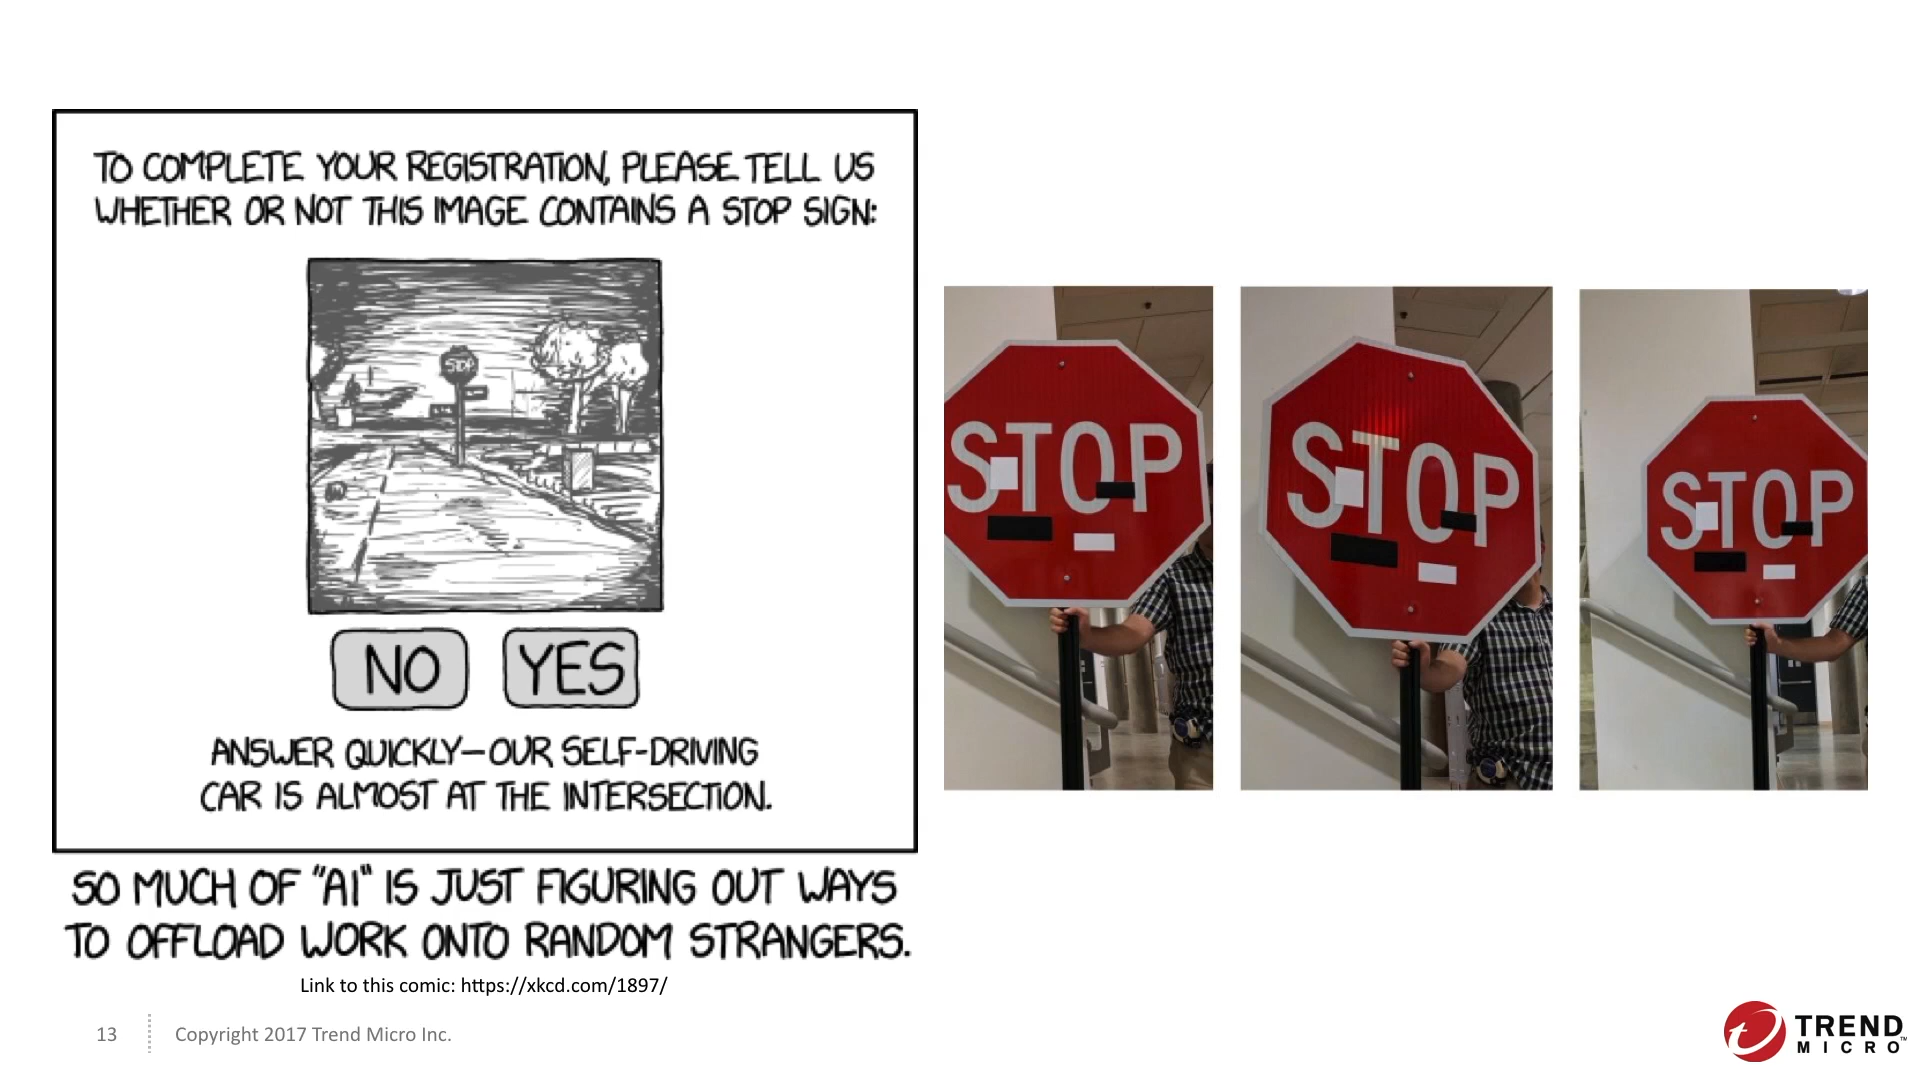 TO COMPLETE YOUR REGISTRATION, PLEASE TELL US
WHETHER OR NOT THIS IMAGE CONTAINS A STOP SIGN:
STOP
NO YES
ANSWER QUICKLY—OUR SELF-DRIVING
CAR IS ALMOST AT THE INTERSECTION.
SO MUCH OF "AI" IS JUST FIGURING OUT WAYS
TO OFFLOAD WORK ONTO RANDOM STRANGERS.
Link to this comic: https://xkcd.com/1897/
STOP
STOP
STOP
13
Copyright 2017 Trend Micro Inc.
TREND
MICRO™